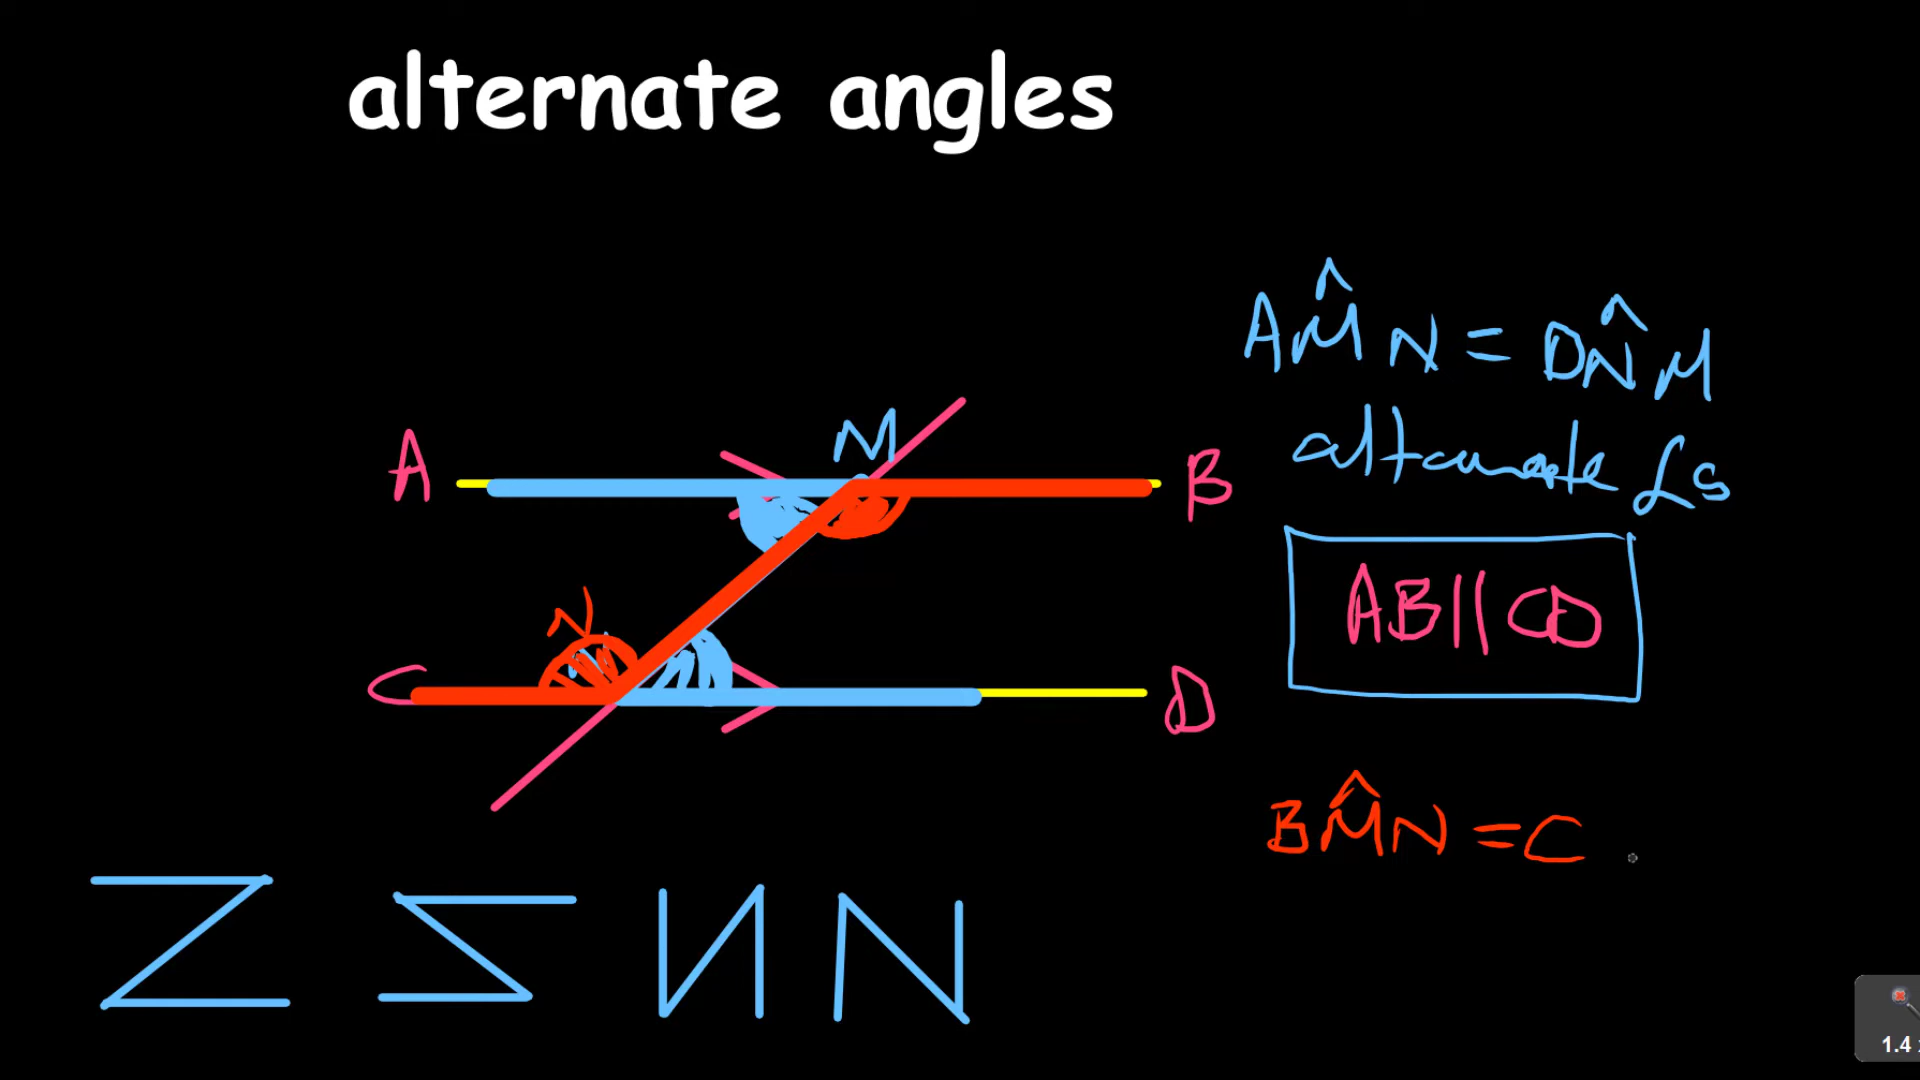 alternate angles
AM̂N = DN̂M
alternate ∠s
M
A
B
AB || CD
N
C
D
BM̂N = C
Z
N
1.4